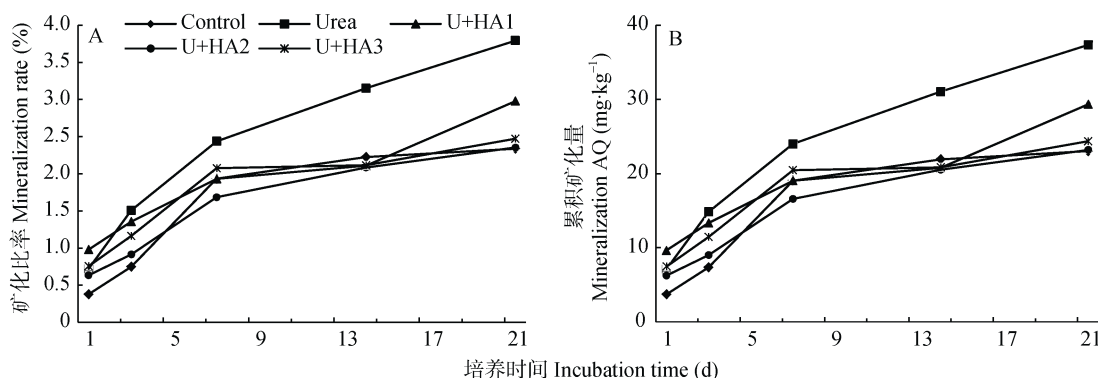 Control Urea U+HA1
U+HA2 U+HA3
A
矿化比率 Mineralization rate (%)
4.0
3.5
3.0
2.5
2.0
1.5
1.0
0.5
0
1 5 7 9 13 17 21
B
累积矿化量
Mineralization AQ (mg·kg⁻¹)
40
30
20
10
0
1 5 7 9 13 17 21
培养时间 Incubation time (d)